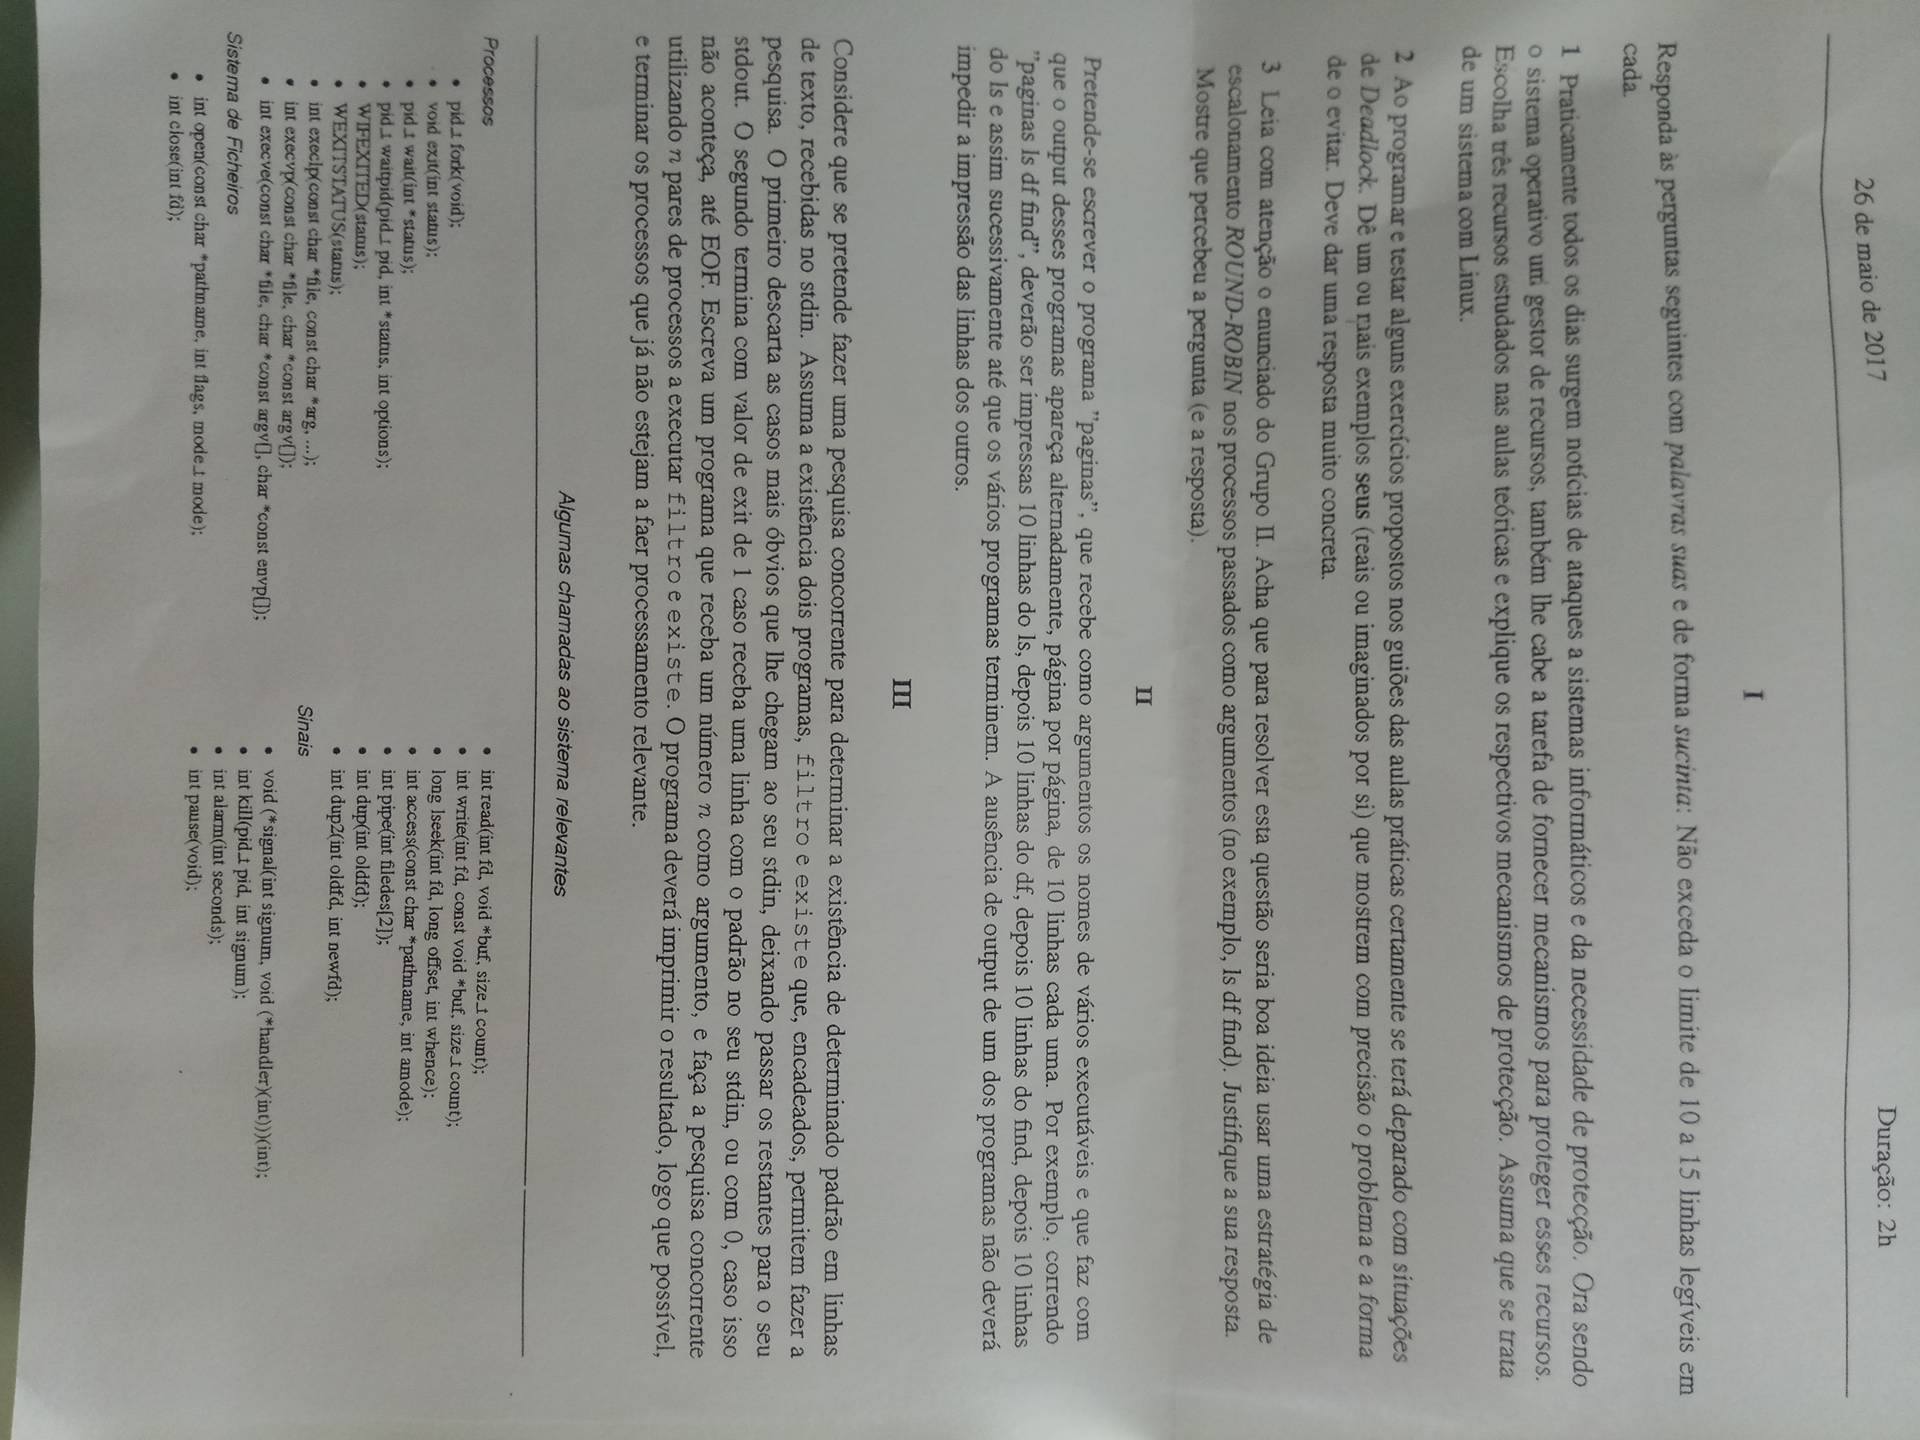 26 de maio de 2017
Duração: 2h
I
Responda às perguntas seguintes com palavras suas e de forma sucinta: Não exceda o limite de 10 a 15 linhas legíveis em
cada.
1 Praticamente todos os dias surgem notícias de ataques a sistemas informáticos e da necessidade de protecção. Ora sendo
o sistema operativo um gestor de recursos, também lhe cabe a tarefa de fornecer mecanismos para proteger esses recursos.
Escolha três recursos estudados nas aulas teóricas e explique os respectivos mecanismos de protecção. Assuma que se trata
de um sistema com Linux.
2 Ao programar e testar alguns exercícios propostos nos guiões das aulas práticas certamente se terá deparado com situações
de Deadlock. Dê um ou mais exemplos seus (reais ou imaginados por si) que mostrem com precisão o problema e a forma
de o evitar. Deve dar uma resposta muito concreta.
3 Leia com atenção o enunciado do Grupo II. Acha que para resolver esta questão seria boa ideia usar uma estratégia de
escalonamento ROUND-ROBIN nos processos passados como argumentos (no exemplo, ls df find). Justifique a sua resposta.
Mostre que percebeu a pergunta (e a resposta).
II
Pretende-se escrever o programa ”paginas”, que recebe como argumentos os nomes de vários executáveis e que faz com
que o output desses programas apareça alternadamente, página por página, de 10 linhas cada uma. Por exemplo, correndo
”paginas ls df find”, deverão ser impressas 10 linhas do ls, depois 10 linhas do df, depois 10 linhas do find, depois 10 linhas
do ls e assim sucessivamente até que os vários programas terminem. A ausência de output de um dos programas não deverá
impedir a impressão das linhas dos outros.
III
Considere que se pretende fazer uma pesquisa concorrente para determinar a existência de determinado padrão em linhas
de texto, recebidas no stdin. Assuma a existência dois programas, filtro e existe que, encadeados, permitem fazer a
pesquisa. O primeiro descarta as casos mais óbvios que lhe chegam ao seu stdin, deixando passar os restantes para o seu
stdout. O segundo termina com valor de exit de 1 caso receba uma linha com o padrão no seu stdin, ou com 0, caso isso
não aconteça, até EOF. Escreva um programa que receba um número n como argumento, e faça a pesquisa concorrente
utilizando n pares de processos a executar filtro e existe. O programa deverá imprimir o resultado, logo que possível,
e terminar os processos que já não estejam a faer processamento relevante.
Algumas chamadas ao sistema relevantes
Processos
• pid_t fork(void);
• void exit(int status);
• pid_t wait(int *status);
• pid_t waitpid(pid_t pid, int *status, int options);
• WIFEXITED(status);
• WEXITSTATUS(status);
• int execlp(const char *file, const char *arg, ...);
• int execvp(const char *file, char *const argv[]);
• int execve(const char *file, char *const argv[], char *const envp[]);
Sistema de Ficheiros
• int open(const char *pathname, int flags, mode_t mode);
• int close(int fd);
• int read(int fd, void *buf, size_t count);
• int write(int fd, const void *buf, size_t count);
• long lseek(int fd, long offset, int whence);
• int access(const char *pathname, int amode);
• int pipe(int filedes[2]);
• int dup(int oldfd);
• int dup2(int oldfd, int newfd);
Sinais
• void (*signal(int signum, void (*handler)(int)))(int);
• int kill(pid_t pid, int signum);
• int alarm(int seconds);
• int pause(void);